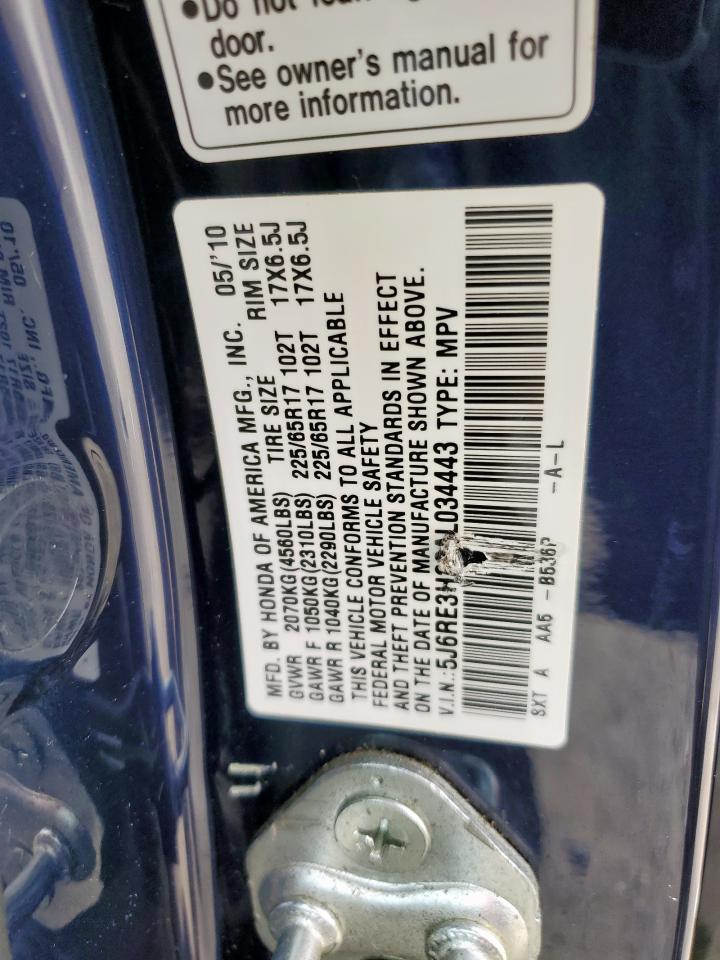 door.
•See owner's manual for
more information.
MFD. BY HONDA OF AMERICA MFG., INC. 05/'10
GVWR 2070KG(4560LBS) TIRE SIZE RIM SIZE
GAWR F 1050KG(2310LBS) 225/65R17 102T 17X6.5J
GAWR R 1040KG(2290LBS) 225/65R17 102T 17X6.5J
THIS VEHICLE CONFORMS TO ALL APPLICABLE
FEDERAL MOTOR VEHICLE SAFETY
AND THEFT PREVENTION STANDARDS IN EFFECT
ON THE DATE OF MANUFACTURE SHOWN ABOVE.
V.I.N.: TYPE: MPV
SXT A AA5 -B536P -A-L